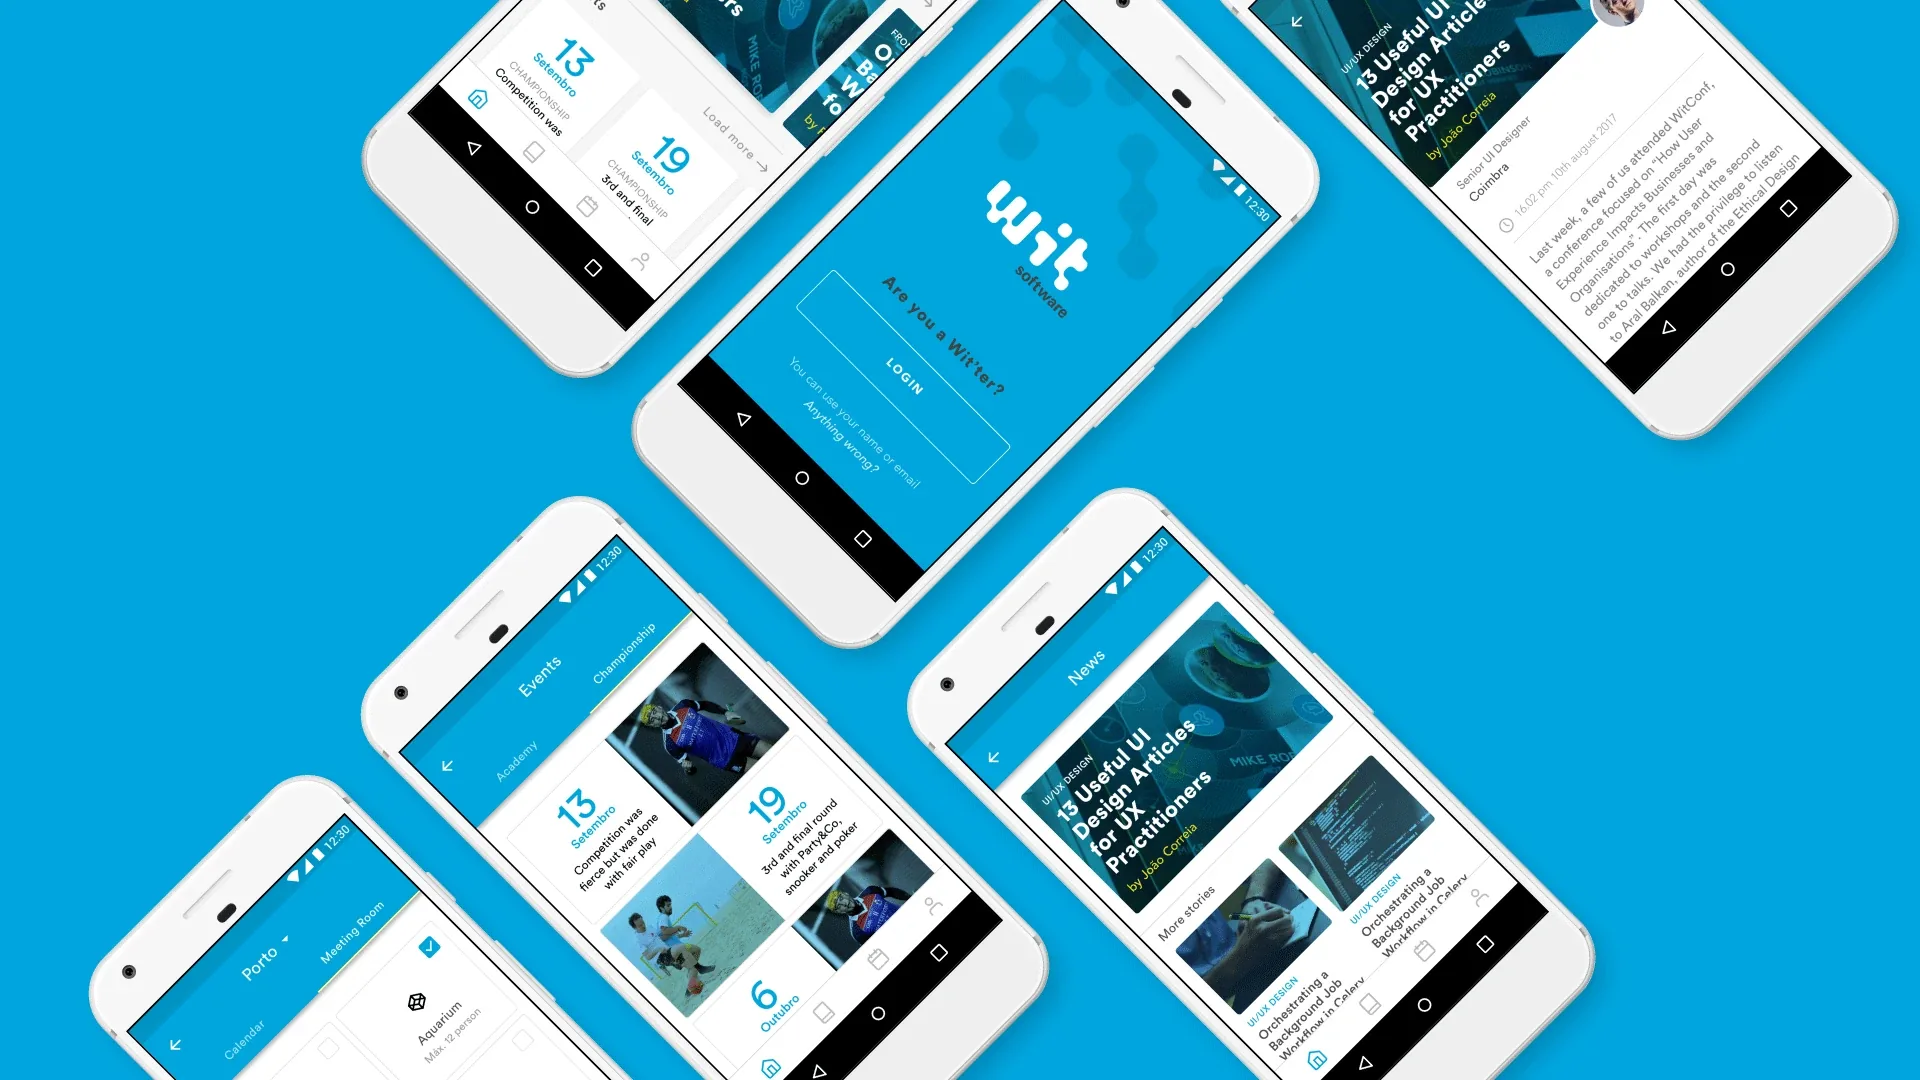 13
Setembro
CHAMPIONSHIP
Competition was
19
Setembro
CHAMPIONSHIP
3rd and final
Load more
by
12:30
wit
software
Are you a Wit'ter?
LOGIN
You can use your name or email
Anything wrong?
UI/UX DESIGN
13 Useful UI
Design Articles
for UX
Practitioners
by João Correia
Senior UI Designer
Coimbra
16.02 pm 10th august 2017
Last week, a few of us attended WitConf,
a conference focused on "How User
Experience Impacts Businesses and
Organisations". The first day was
dedicated to workshops and the second
one to talks. We had the privilege to listen
to Aral Balkan, author of the Ethical Design
12:30
Events
Academy
Championship
13
Setembro
Competition was
fierce but was done
with fair play
19
Setembro
3rd and final round
with Party&Co,
snooker and poker
6
Outubro
12:30
News
UI/UX DESIGN
13 Useful UI
Design Articles
for UX
Practitioners
by João Correia
MIKE
More stories
UI/UX DESIGN
Orchestrating a
Background Job
Workflow in Celery
UI/UX DESIGN
Orchestrating a
Background Job
Workflow in Celery
12:30
Porto
Calendar
Meeting Room
Aquarium
Máx. 12 person